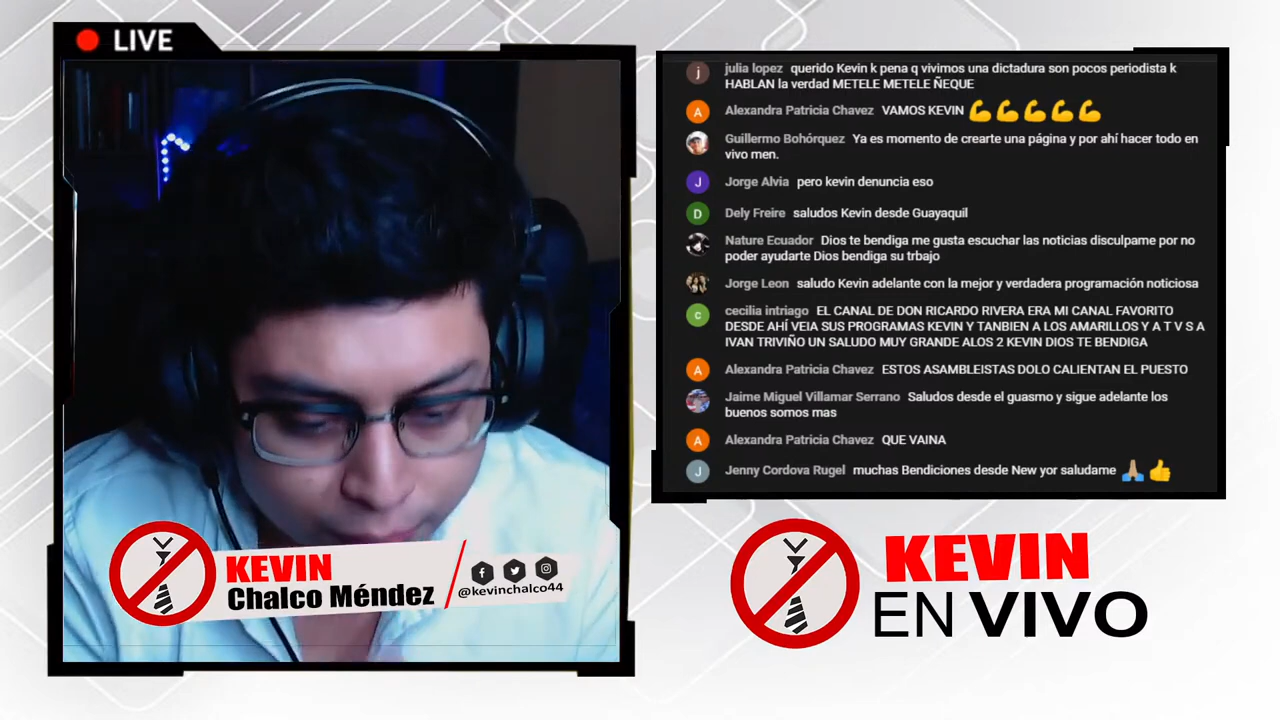 LIVE
julia lopez querido Kevin k pena q vivimos una dictadura son pocos periodista k
HABLAN la verdad METELE METELE ÑEQUE
A Alexandra Patricia Chavez VAMOS KEVIN 💪💪💪💪💪
Guillermo Bohórquez Ya es momento de crearte una página y por ahí hacer todo en
vivo men.
J Jorge Alvia pero kevin denuncia eso
D Dely Freire saludos Kevin desde Guayaquil
Nature Ecuador Dios te bendiga me gusta escuchar las noticias disculpame por no
poder ayudarte Dios bendiga su trbajo
Jorge Leon saludo Kevin adelante con la mejor y verdadera programación noticiosa
c cecilia intriago EL CANAL DE DON RICARDO RIVERA ERA MI CANAL FAVORITO
DESDE AHÍ VEIA SUS PROGRAMAS KEVIN Y TANBIEN A LOS AMARILLOS Y A T V S A
IVAN TRIVIÑO UN SALUDO MUY GRANDE ALOS 2 KEVIN DIOS TE BENDIGA
A Alexandra Patricia Chavez ESTOS ASAMBLEISTAS DOLO CALIENTAN EL PUESTO
Jaime Miguel Villamar Serrano Saludos desde el guasmo y sigue adelante los
buenos somos mas
A Alexandra Patricia Chavez QUE VAINA
J Jenny Cordova Rugel muchas Bendiciones desde New yor saludame 🙏👍
KEVIN
Chalco Méndez
@kevinchalco44
KEVIN
EN VIVO